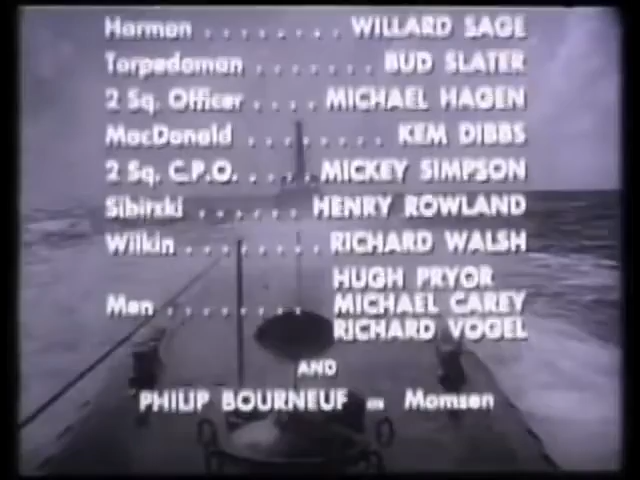 Harmon ........ WILLARD SAGE
Torpedoman ....... BUD SLATER
2 Sq. Officer .... MICHAEL HAGEN
MacDonald ........ KEM DIBBS
2 Sq. C.P.O. ..... MICKEY SIMPSON
Sibitski ...... HENRY ROWLAND
Wilkin ........ RICHARD WALSH
HUGH PRYOR
Men ........ MICHAEL CAREY
RICHARD VOGEL
AND
PHILIP BOURNEUF as Momsen